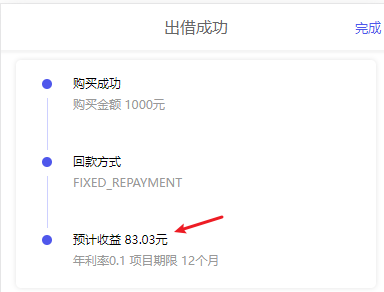 出借成功
完成
购买成功
购买金额 1000元
回款方式
FIXED_REPAYMENT
预计收益 83.03元
年利率0.1 项目期限 12个月